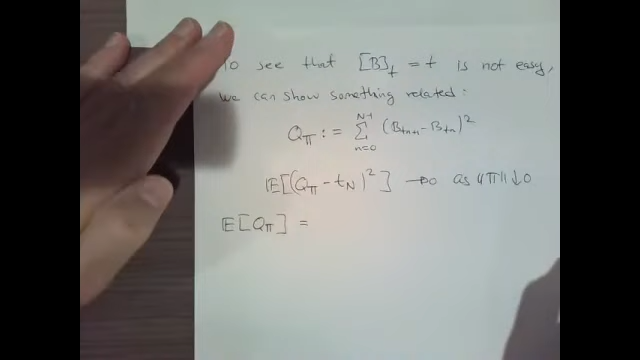 To see that [B]_t = t is not easy,
we can show something related:
Q_π := Σ_{n=0}^{N-1} (B_{t_{n+1}} - B_{t_n})^2
𝔼[(Q_π - t_N)^2] → 0 as ||π|| ↓ 0
𝔼[Q_π] =